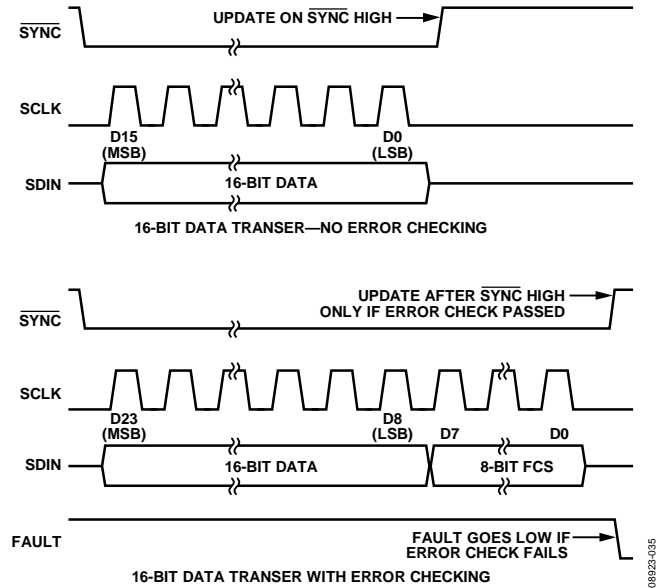 UPDATE ON SYNC HIGH
SYNC
SCLK
D15
(MSB)
D0
(LSB)
SDIN
16-BIT DATA
16-BIT DATA TRANSER—NO ERROR CHECKING
UPDATE AFTER SYNC HIGH
ONLY IF ERROR CHECK PASSED
SYNC
SCLK
D23
(MSB)
D8
(LSB)
D7
D0
SDIN
16-BIT DATA
8-BIT FCS
FAULT
FAULT GOES LOW IF
ERROR CHECK FAILS
16-BIT DATA TRANSER WITH ERROR CHECKING
06923-035